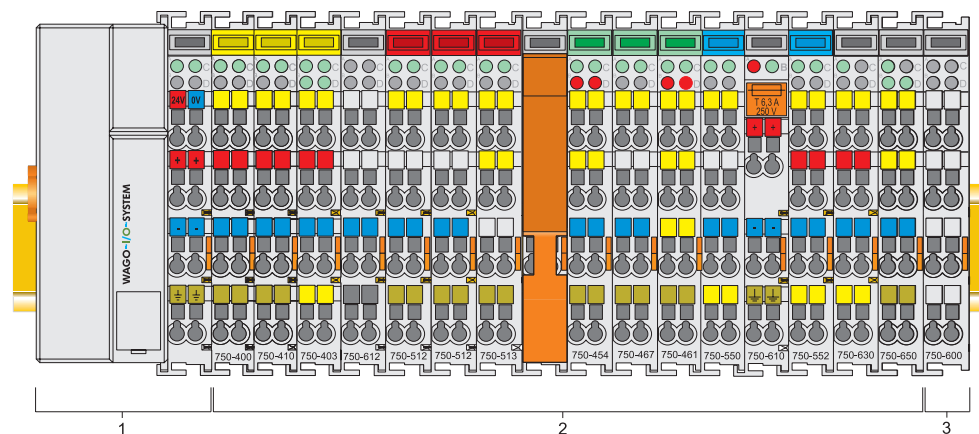 C C C C C C C C C C C C B C C C C
D D D D D D D D D D D D D D D
24V 0V
T 6,3 A
250 V
+ +
+ +
- - - -
WAGO-I/O-SYSTEM
750-400 750-410 750-403 750-612 750-512 750-512 750-513 750-454 750-467 750-461 750-550 750-610 750-552 750-630 750-650 750-600
1 2 3